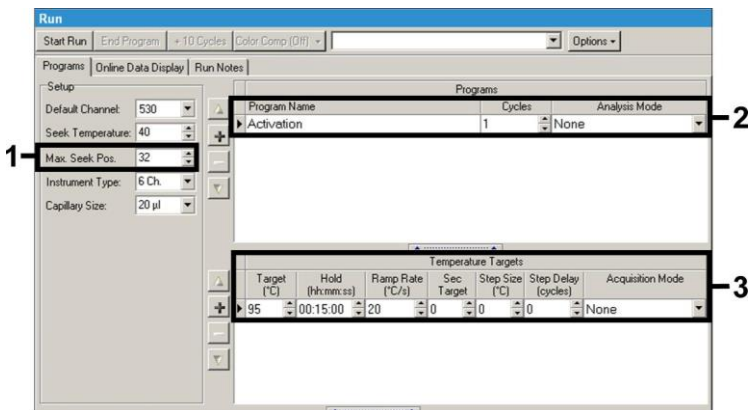 Run
Start Run End Program + 10 Cycles Color Comp (Off) Options
Programs Online Data Display Run Notes
Setup
Default Channel: 530
Seek Temperature: 40
Max. Seek Pos. 32
Instrument Type: 6 Ch.
Capillary Size: 20 µl
1
Programs
Program Name Cycles Analysis Mode
Activation 1 None
2
Temperature Targets
Target (°C) Hold (hh:mm:ss) Ramp Rate (°C/s) Sec Target Step Size (°C) Step Delay (cycles) Acquisition Mode
95 00:15:00 20 0 0 0 None
3